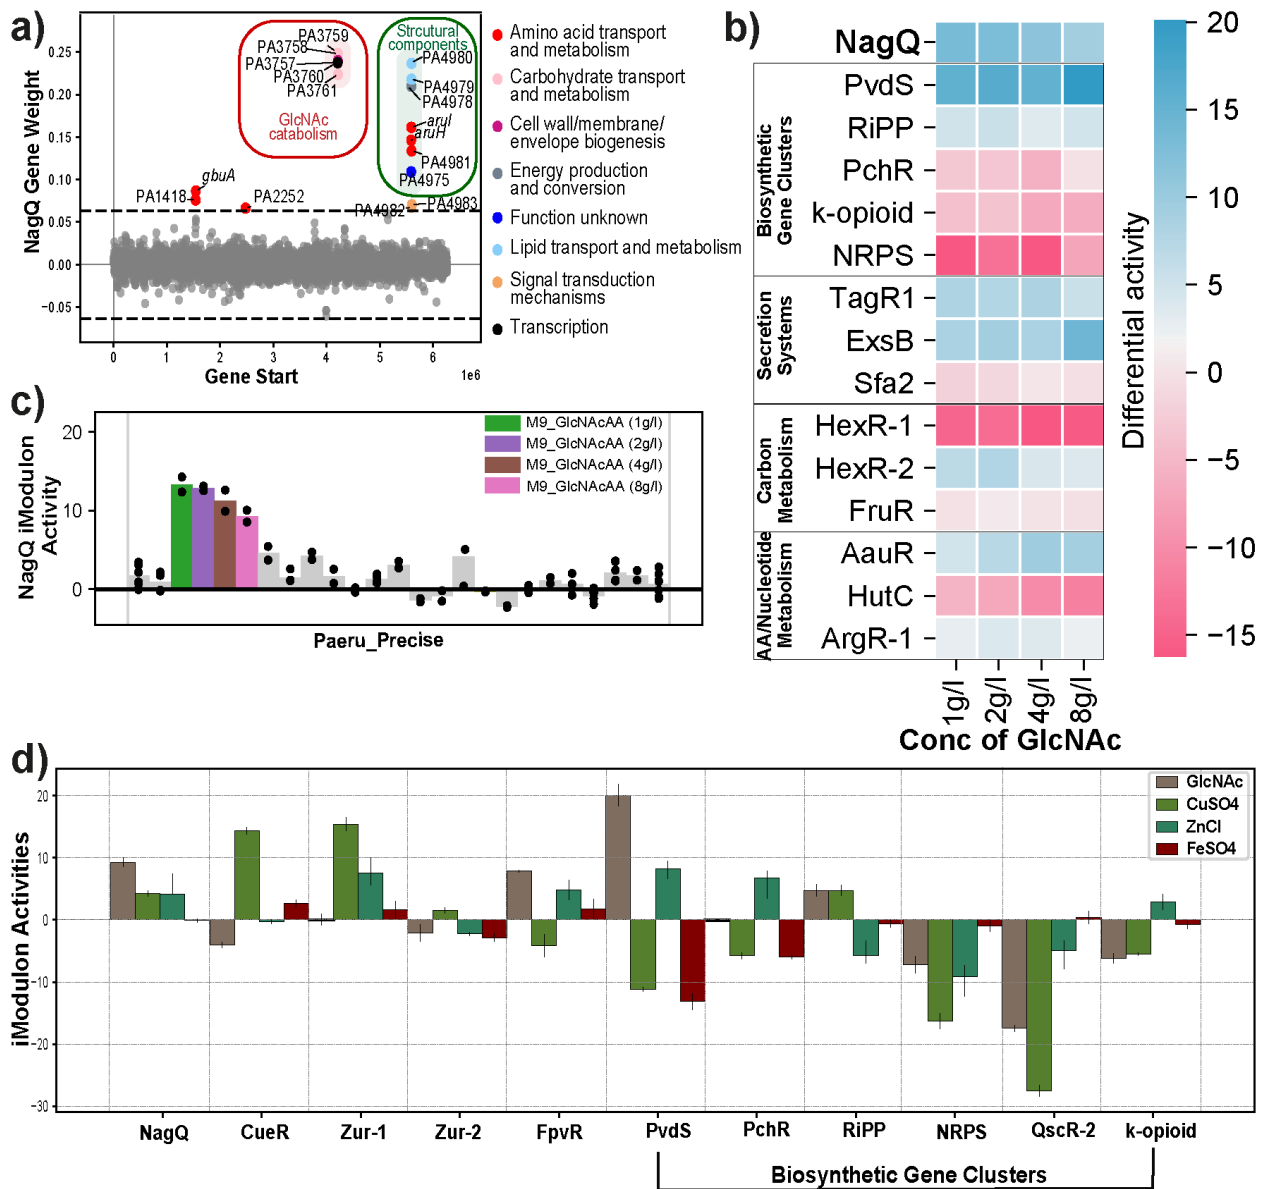 a)
NagQ Gene Weight
0.25
0.20
0.15
0.10
0.05
0.00
−0.05
PA3759
PA3758
PA3757
PA3760
PA3761
GlcNAc
catabolism
Strcutural
components
PA4980
PA4979
PA4978
aruI
aruH
PA4981
PA4975
PA4982
PA4983
gbuA
PA1418
PA2252
0
1
2
3
4
5
6
1e6
Gene Start
Amino acid transport
and metabolism
Carbohydrate transport
and metabolism
Cell wall/membrane/
envelope biogenesis
Energy production
and conversion
Function unknown
Lipid transport and metabolism
Signal transduction
mechanisms
Transcription
b)
NagQ
PvdS
RiPP
PchR
k-opioid
NRPS
TagR1
ExsB
Sfa2
HexR-1
HexR-2
FruR
AauR
HutC
ArgR-1
Biosynthetic
Gene Clusters
Secretion
Systems
Carbon
Metabolism
AA/Nucleotide
Metabolism
1g/l
2g/l
4g/l
8g/l
Conc of GlcNAc
20
15
10
5
0
−5
−10
−15
Differential activity
c)
NagQ iModulon
Activity
20
10
0
M9_GlcNAcAA (1g/l)
M9_GlcNAcAA (2g/l)
M9_GlcNAcAA (4g/l)
M9_GlcNAcAA (8g/l)
Paeru_Precise
d)
iModulon Activities
20
10
0
−10
−20
−30
GlcNAc
CuSO4
ZnCl
FeSO4
NagQ
CueR
Zur-1
Zur-2
FpvR
PvdS
PchR
RiPP
NRPS
QscR-2
k-opioid
Biosynthetic Gene Clusters